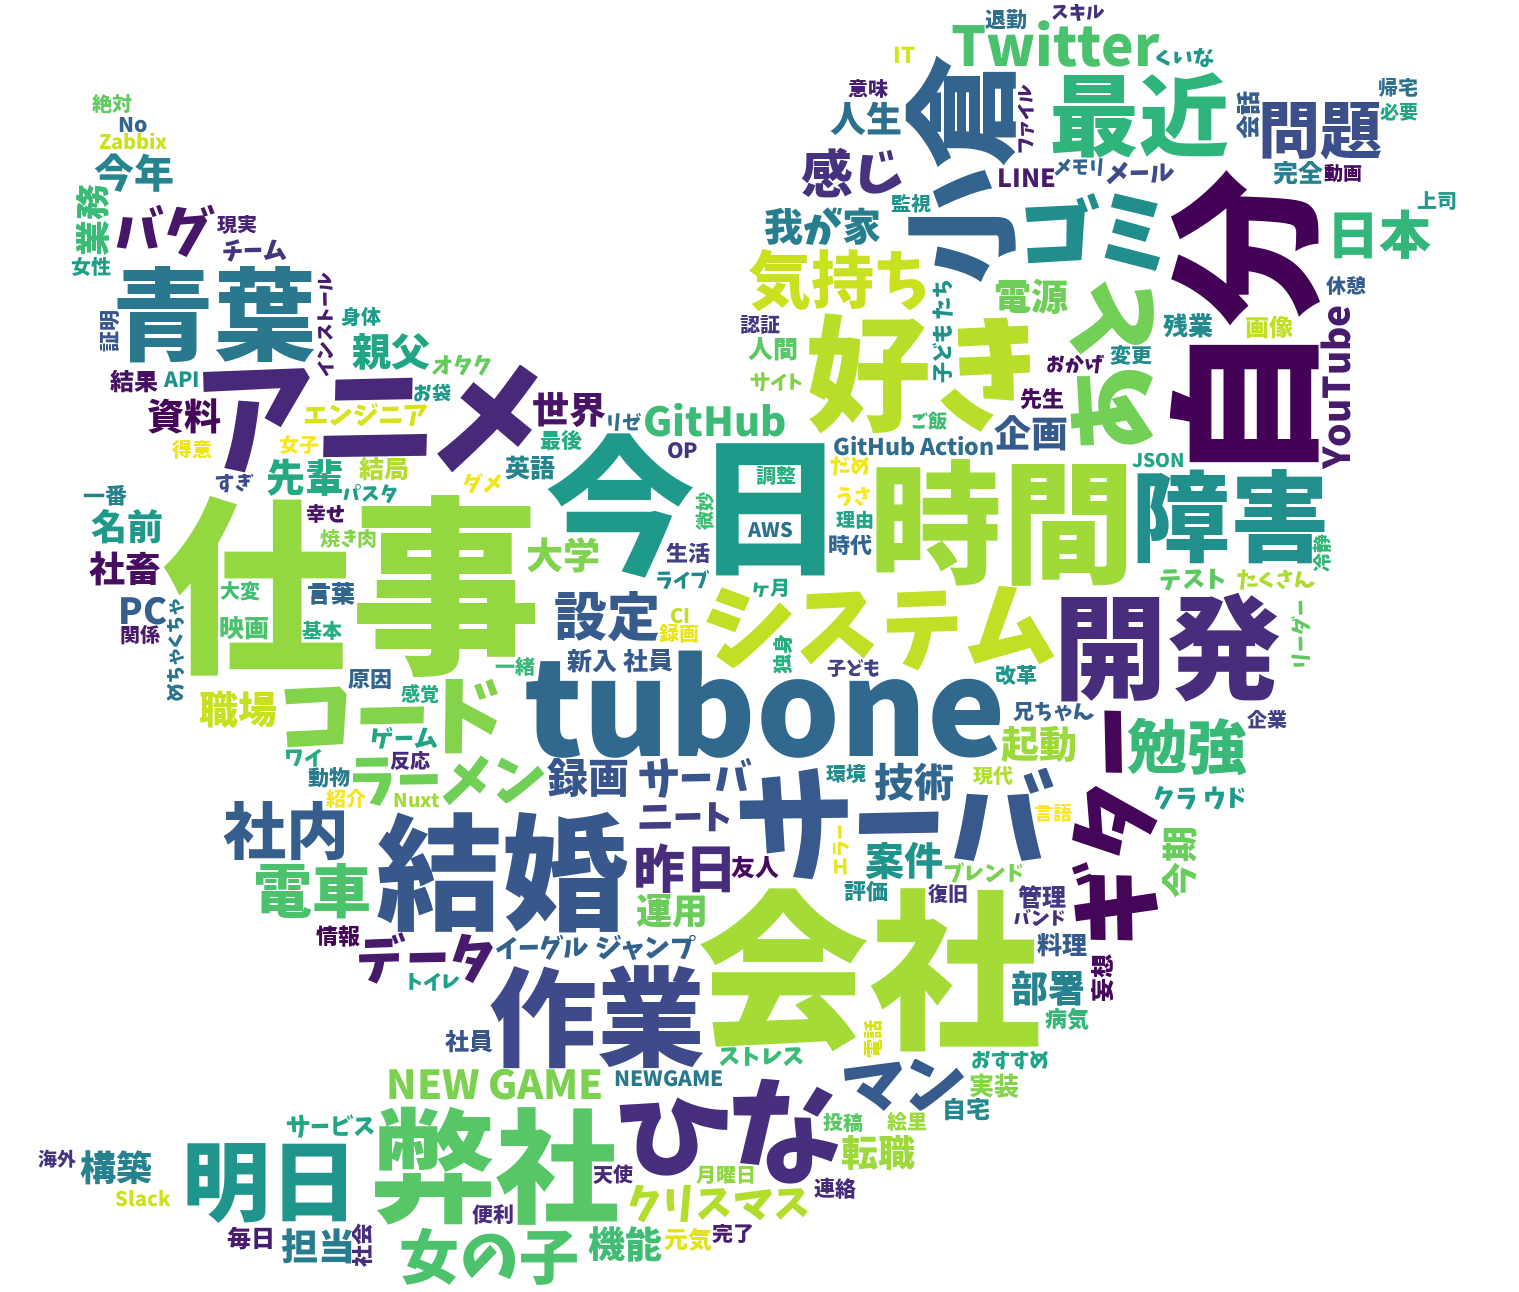 退勤
スキル
Twitter
くいな
IT
意味
人生
小倉
ファイル
最近
会話
問題
帰宅
必要
絶対
No
Zabbix
今年
感じ
LINE
メモリ
メール
完全
動画
業務
バグ
現実
チーム
女性
我が家
監視
ゴミ
自分
日本
上司
青葉
インストール
証明
身体
気持ち
子どもたち
電源
あと
休憩
残業
画像
YouTube
認証
人間
サイト
好き
おかげ
変更
親父
オタク
結果
API
アニメ
お袋
資料
エンジニア
世界
リゼ
GitHub
ご飯
先生
得意
女子
最後
OP
GitHub Action
企画
すぎ
先輩
結局
ダメ
英語
今日
調整
だめ
JSON
一番
パスタ
うさ
時間
障害
名前
仕事
幸せ
微妙
AWS
理由
焼き肉
大学
生活
時代
冷静
社畜
ライブ
ケ月
テスト
たくさん
PC
大変
言葉
設定
CI
システム
開発
関係
めちゃくちゃ
映画
基本
録画
独身
リーダー
新入 社員
子ども
一緒
原因
感覚
tubone
改革
職場
コード
兄ちゃん
企業
ゲーム
起動
ギター
勉強
ワイ
反応
動物
ラーメン
録画
サーバ
環境
技術
現代
紹介
Nuxt
クラウド
社内
結婚
ニート
サーバ
言語
エラー
昨日
友人
案件
今期
電車
ブレンド
評価
復旧
管理
運用
バンド
情報
データ
イーグル ジャンプ
会社
料理
トイレ
妄想
作業
部署
病気
社員
電話
ストレス
おすすめ
NEW GAME
NEWGAME
マン
実装
自宅
サービス
弊社
ひな
投稿
絵里
海外
構築
明日
転職
天使
月曜日
Slack
クリスマス
連絡
便利
毎日
担当
社会
女の子
機能
元気
完了